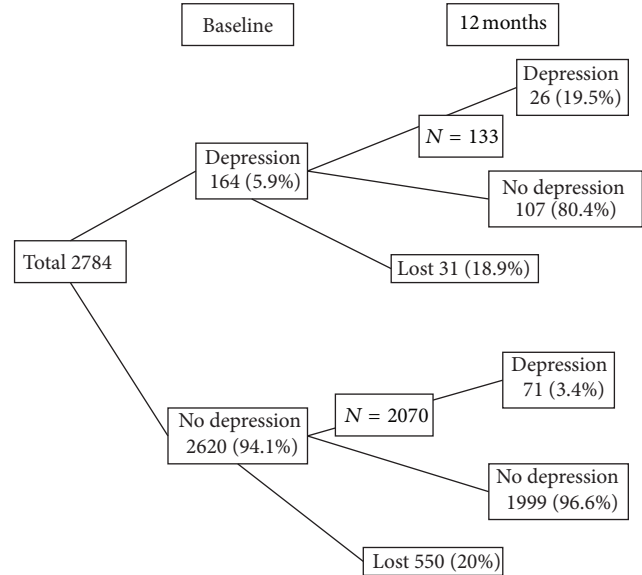 Baseline
12 months
Depression
26 (19.5%)
N = 133
Depression
164 (5.9%)
No depression
107 (80.4%)
Total 2784
Lost 31 (18.9%)
Depression
71 (3.4%)
N = 2070
No depression
2620 (94.1%)
No depression
1999 (96.6%)
Lost 550 (20%)